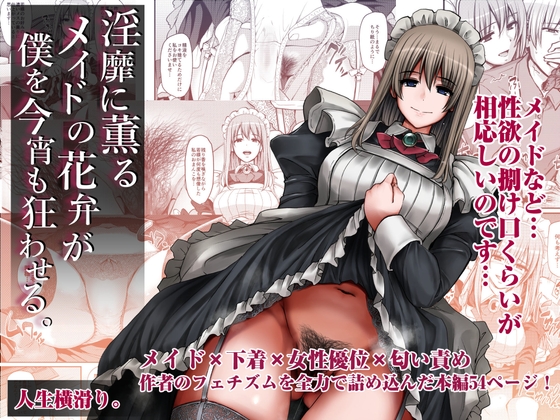 淫靡に薫る
メイドの花弁が
僕を今宵も狂わせる。
メイドなど…
性欲の捌け口くらいが
相応しいのです…
メイド×下着×女性優位×匂い責め
作者のフェチズムを全力で詰め込んだ本編54ページ！
人生横滑り。